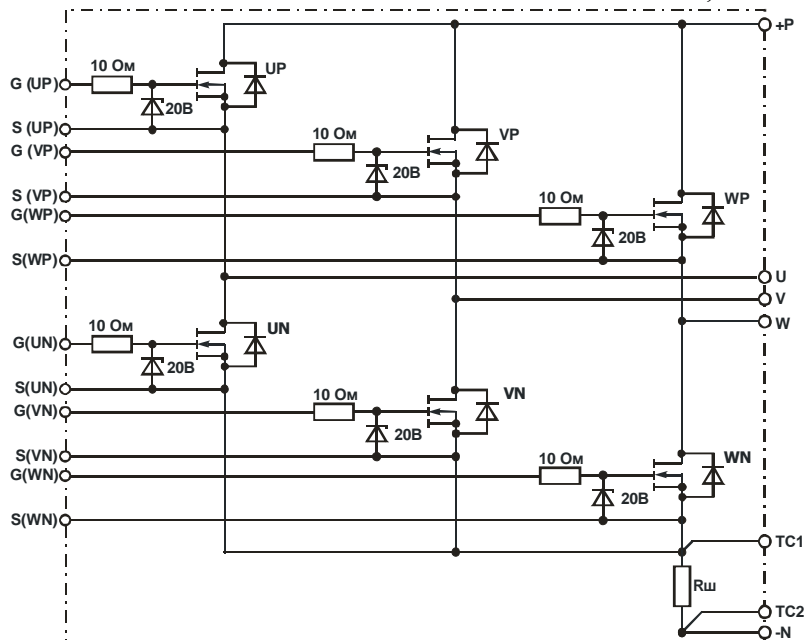 +P
10 Ом
UP
G (UP)
20В
S (UP)
10 Ом
VP
G (VP)
20В
S (VP)
10 Ом
WP
G(WP)
20В
S(WP)
U
V
W
10 Ом
UN
G(UN)
20В
S(UN)
10 Ом
VN
G(VN)
20В
S(VN)
10 Ом
WN
G(WN)
20В
S(WN)
TC1
Rш
TC2
-N